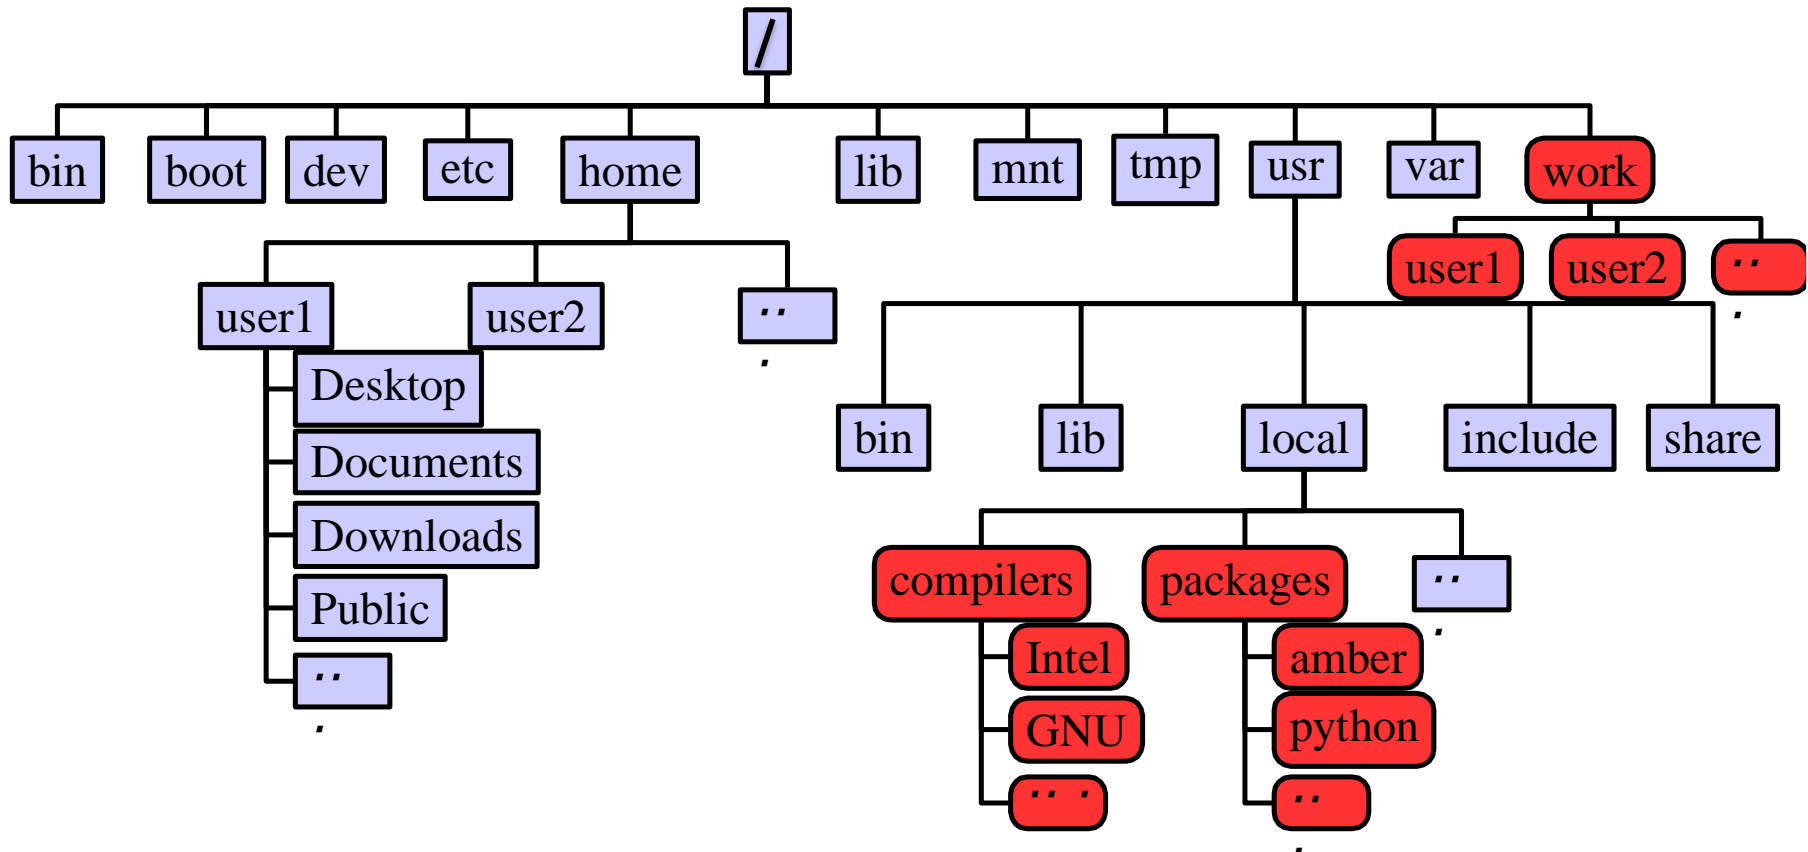 /
bin boot dev etc home lib mnt tmp usr var work
user1 user2 ...
user1 user2 ...
Desktop
Documents
Downloads
Public
...
bin lib local include share
compilers packages ...
Intel
GNU
...
amber
python
...